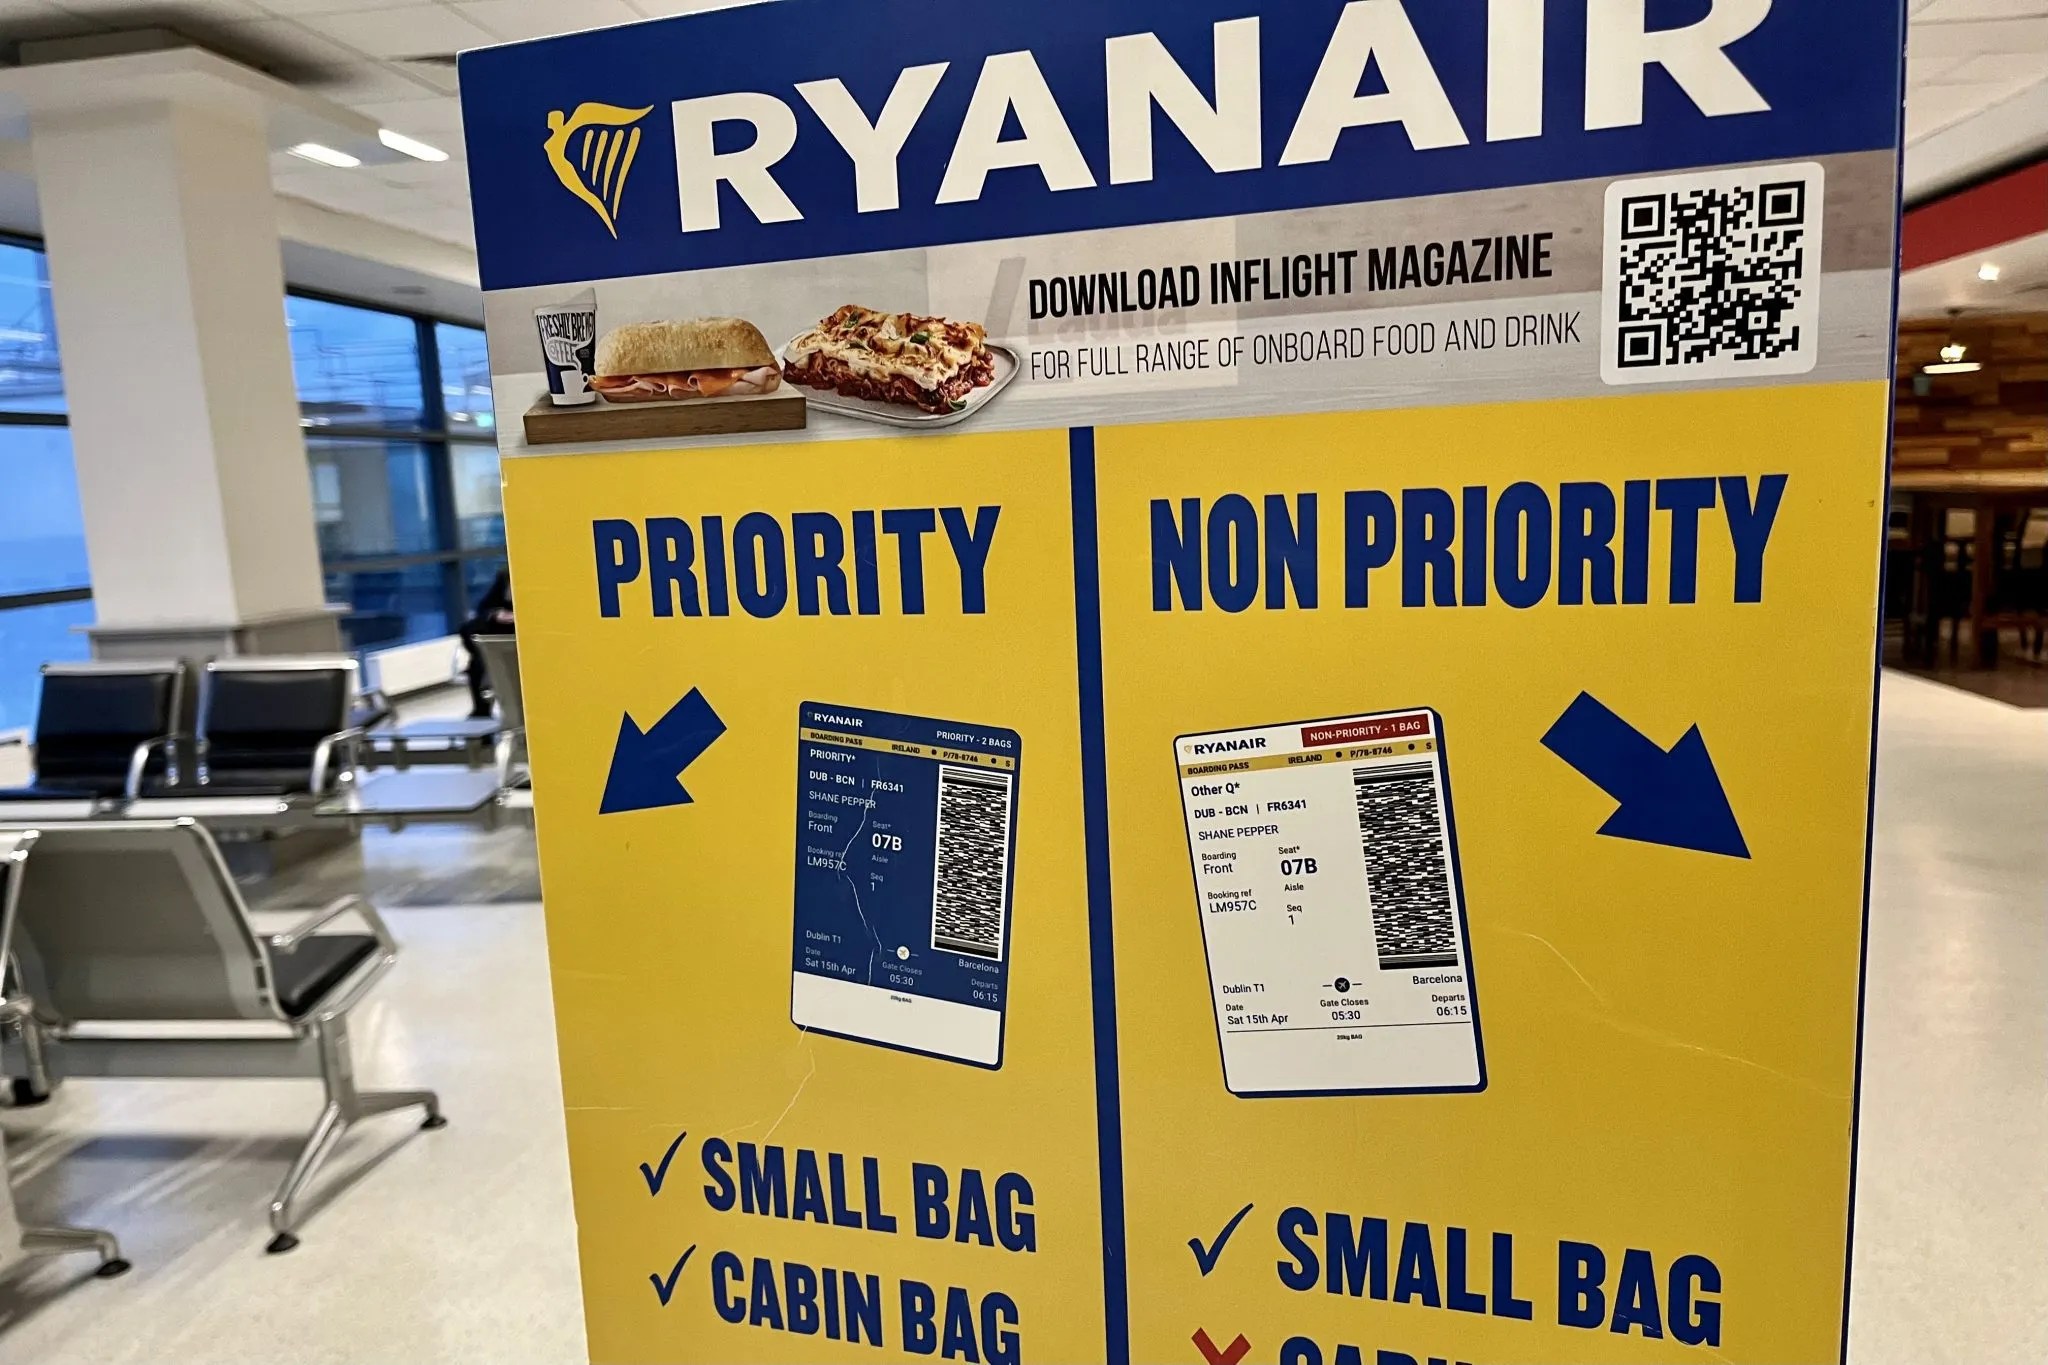 RYANAIR
DOWNLOAD INFLIGHT MAGAZINE
FOR FULL RANGE OF ONBOARD FOOD AND DRINK
FRESHLY BREWED
COFFEE
PRIORITY
RYANAIR
PRIORITY - 2 BAGS
BOARDING PASS IRELAND P/78-8746 S
PRIORITY*
DUB - BCN | FR6341
SHANE PEPPER
Boarding Seat*
Front 07B
Aisle
Booking ref
LM957C
Seq
1
Dublin T1 Barcelona
Date Gate Closes Departs
Sat 15th Apr 05:30 06:15
20kg BAG
✓ SMALL BAG
✓ CABIN BAG
NON PRIORITY
RYANAIR NON-PRIORITY - 1 BAG
BOARDING PASS IRELAND P/78-8746 S
Other Q*
DUB - BCN | FR6341
SHANE PEPPER
Boarding Seat*
Front 07B
Aisle
Booking ref
LM957C
Seq
1
Dublin T1 Barcelona
Date Gate Closes Departs
Sat 15th Apr 05:30 06:15
20kg BAG
✓ SMALL BAG